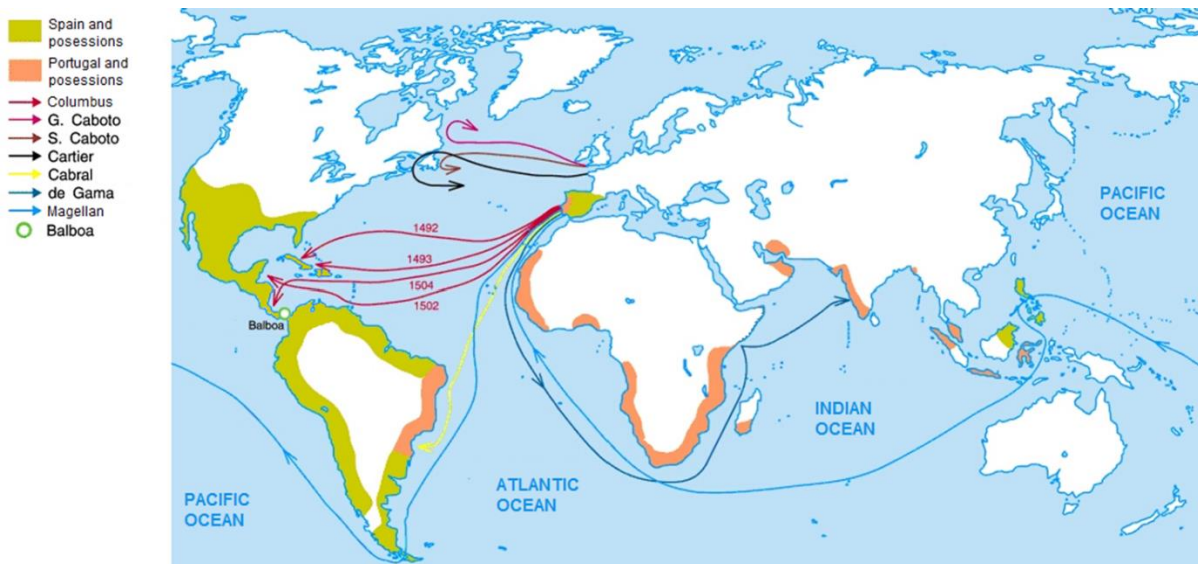 Spain and
posessions
Portugal and
posessions
Columbus
G. Caboto
S. Caboto
Cartier
Cabral
de Gama
Magellan
Balboa
1492
1493
1504
1502
Balboa
PACIFIC
OCEAN
INDIAN
OCEAN
ATLANTIC
OCEAN
PACIFIC
OCEAN